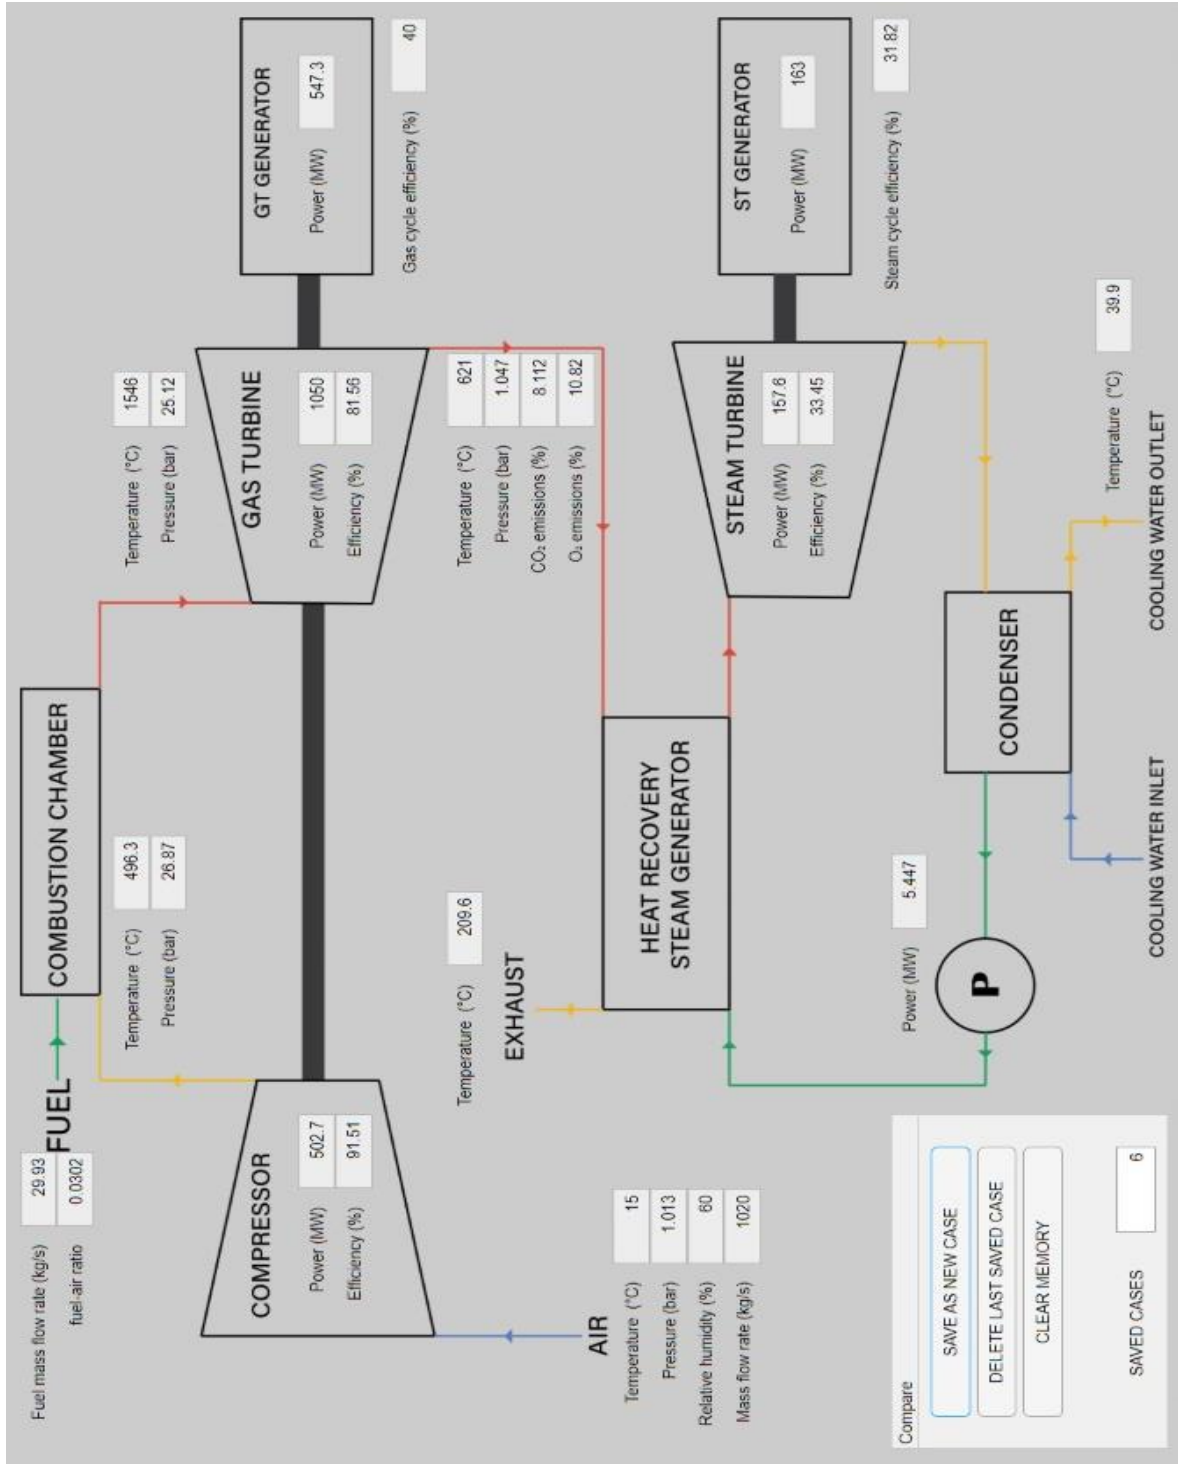 Fuel mass flow rate (kg/s) 29.93
fuel-air ratio 0.0302
FUEL
COMBUSTION CHAMBER
Temperature (°C) 496.3
Pressure (bar) 26.87
Temperature (°C) 1546
Pressure (bar) 25.12
COMPRESSOR
Power (MW) 502.7
Efficiency (%) 91.51
GAS TURBINE
Power (MW) 1050
Efficiency (%) 81.56
GT GENERATOR
Power (MW) 547.3
Gas cycle efficiency (%) 40
AIR
Temperature (°C) 15
Pressure (bar) 1.013
Relative humidity (%) 60
Mass flow rate (kg/s) 1020
Temperature (°C) 209.6
EXHAUST
Temperature (°C) 621
Pressure (bar) 1.047
CO₂ emissions (%) 8.112
O₂ emissions (%) 10.82
HEAT RECOVERY
STEAM GENERATOR
STEAM TURBINE
Power (MW) 157.6
Efficiency (%) 33.45
ST GENERATOR
Power (MW) 163
Steam cycle efficiency (%) 31.82
Power (MW) 5.447
P
CONDENSER
Temperature (°C) 39.9
COOLING WATER INLET
COOLING WATER OUTLET
Compare
SAVE AS NEW CASE
DELETE LAST SAVED CASE
CLEAR MEMORY
SAVED CASES 6